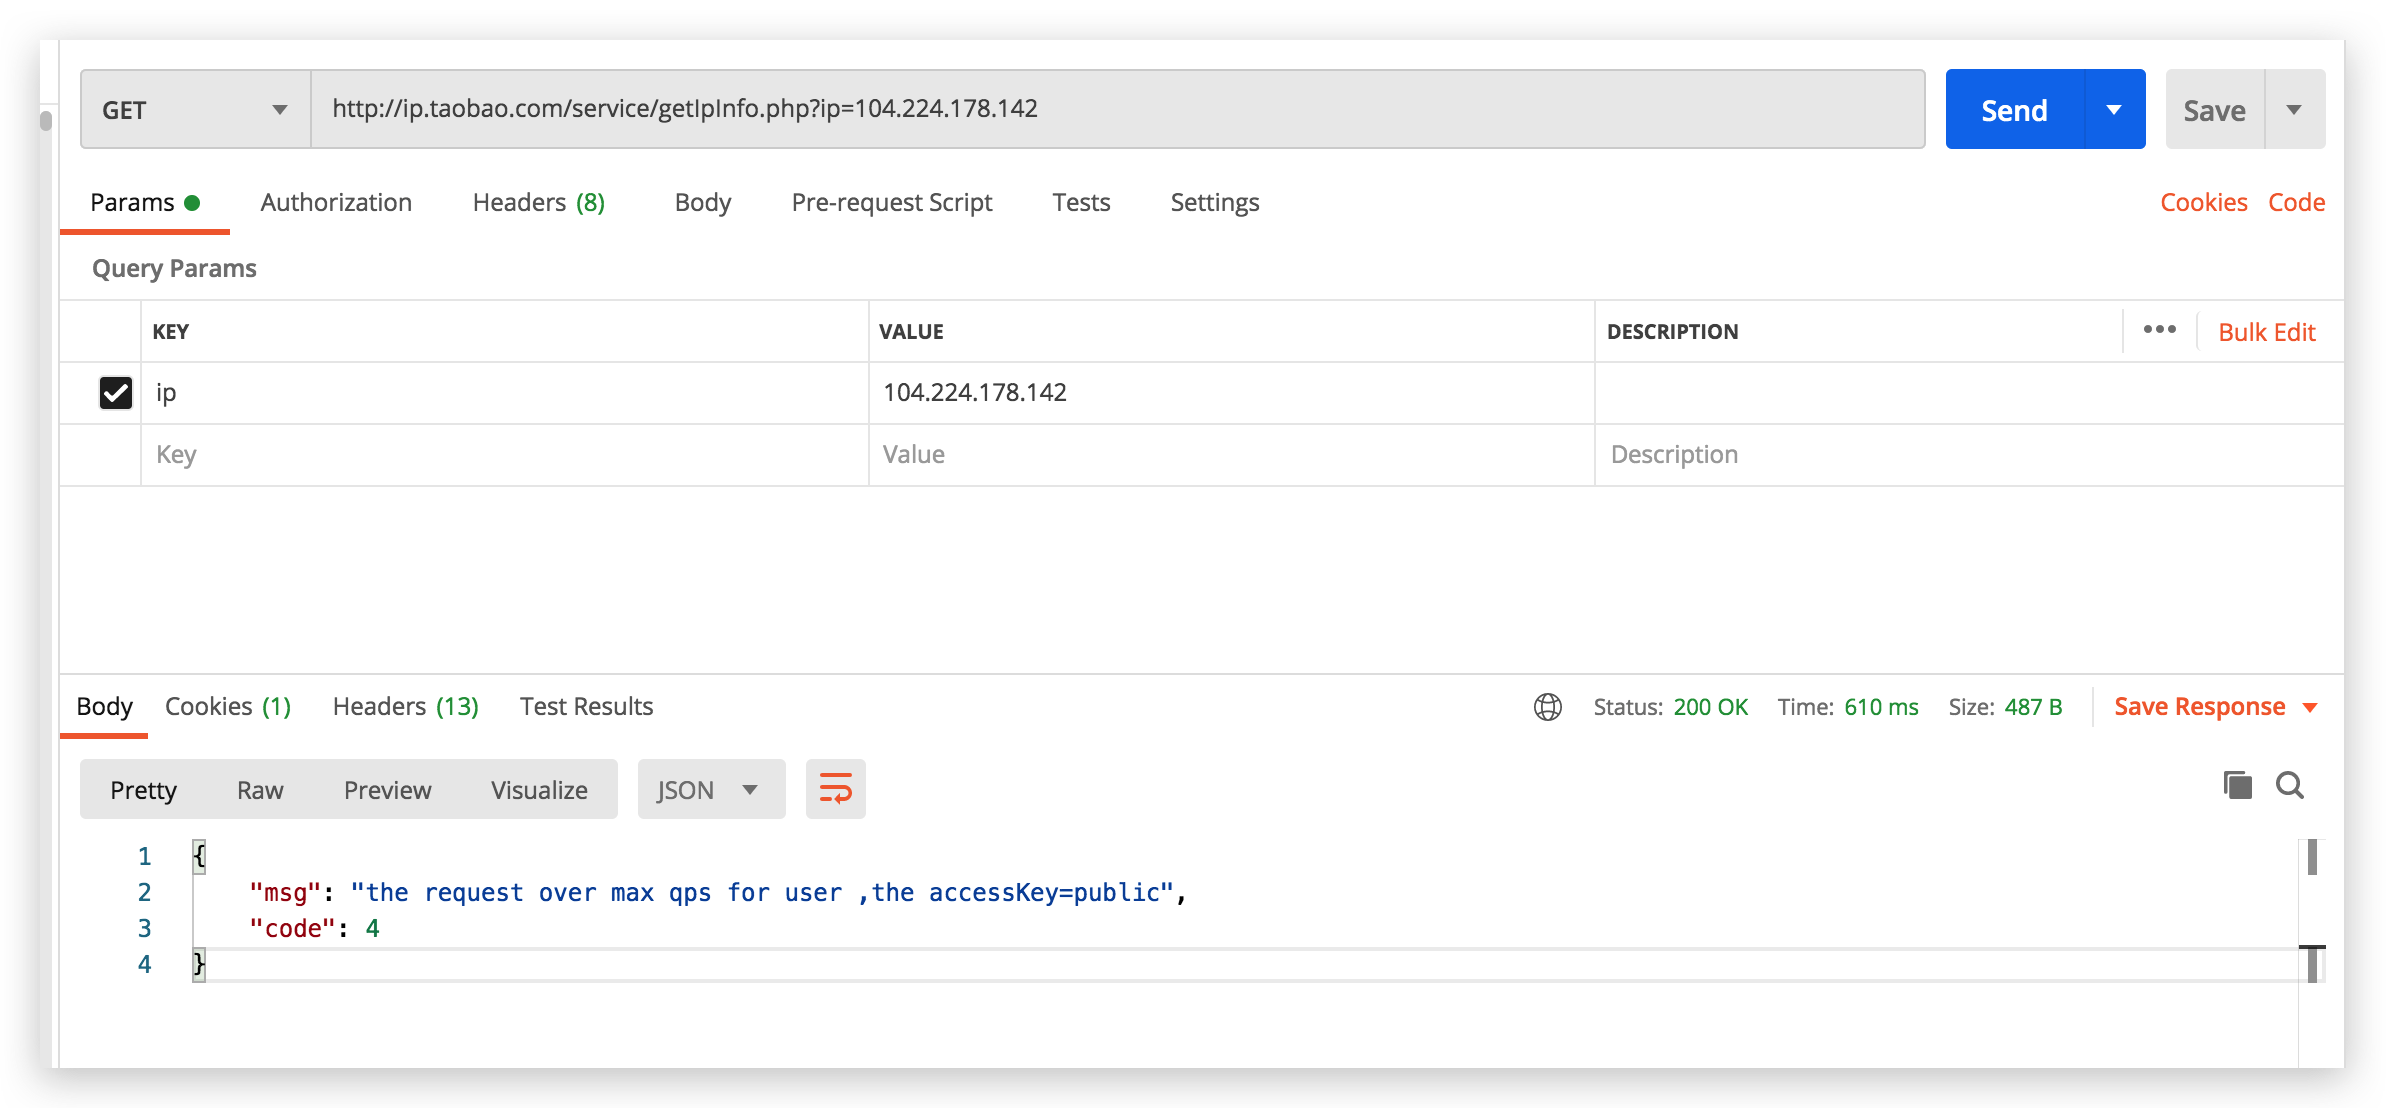 GET http://ip.taobao.com/service/getIpInfo.php?ip=104.224.178.142 Send Save
Params Authorization Headers (8) Body Pre-request Script Tests Settings Cookies Code
Query Params
KEY VALUE DESCRIPTION ••• Bulk Edit
ip 104.224.178.142
Key Value Description
Body Cookies (1) Headers (13) Test Results Status: 200 OK Time: 610 ms Size: 487 B Save Response
Pretty Raw Preview Visualize JSON
1 {
2 "msg": "the request over max qps for user ,the accessKey=public",
3 "code": 4
4 }